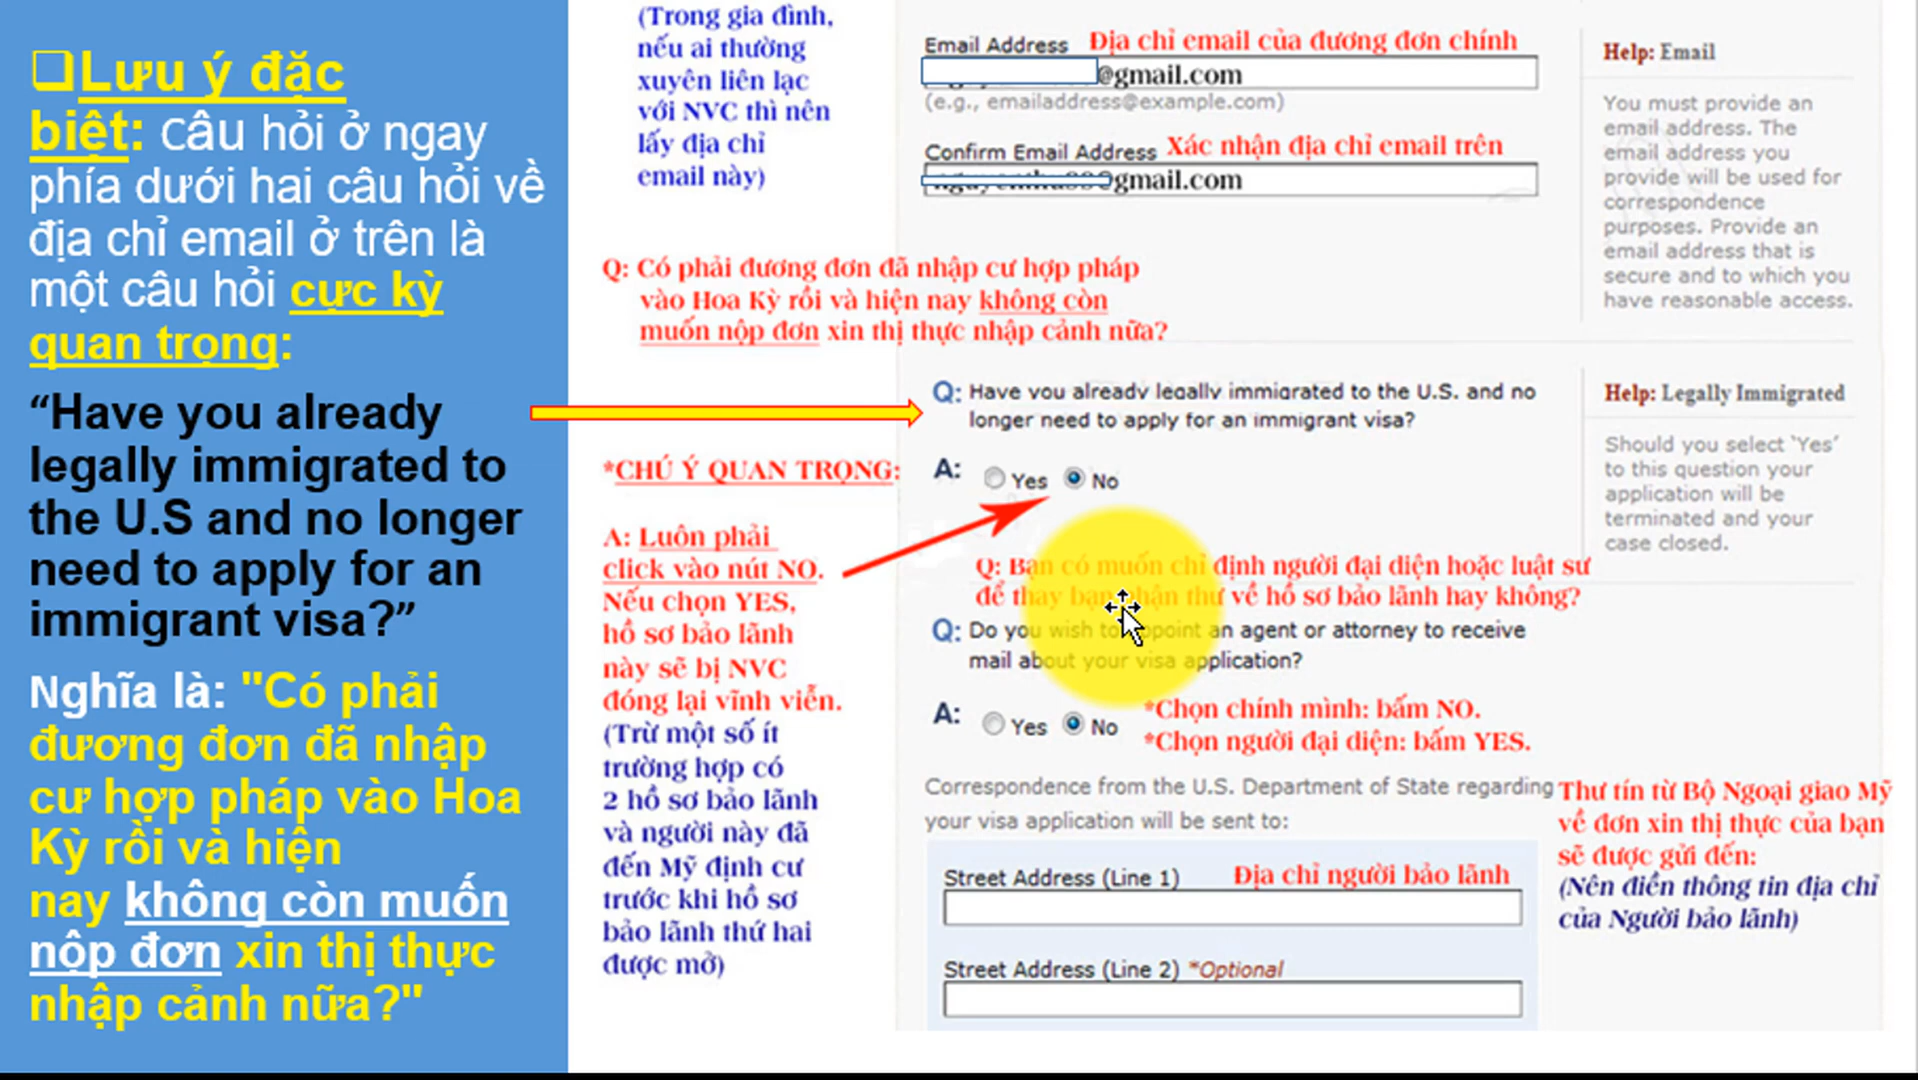 ❑Lưu ý đặc
biệt: Câu hỏi ở ngay
phía dưới hai câu hỏi về
địa chỉ email ở trên là
một câu hỏi cực kỳ
quan trọng:
“Have you already
legally immigrated to
the U.S and no longer
need to apply for an
immigrant visa?”
Nghĩa là: "Có phải
đương đơn đã nhập
cư hợp pháp vào Hoa
Kỳ rồi và hiện
nay không còn muốn
nộp đơn xin thị thực
nhập cảnh nữa?"
(Trong gia đình,
nếu ai thường
xuyên liên lạc
với NVC thì nên
lấy địa chỉ
email này)
Email Address Địa chỉ email của đương đơn chính
@gmail.com
(e.g., emailaddress@example.com)
Confirm Email Address Xác nhận địa chỉ email trên
gmail.com
Help: Email
You must provide an
email address. The
email address you
provide will be used for
correspondence
purposes. Provide an
email address that is
secure and to which you
have reasonable access.
Q: Có phải đương đơn đã nhập cư hợp pháp
vào Hoa Kỳ rồi và hiện nay không còn
muốn nộp đơn xin thị thực nhập cảnh nữa?
Q: Have you already legally immigrated to the U.S. and no
longer need to apply for an immigrant visa?
A: Yes No
Help: Legally Immigrated
Should you select ‘Yes’
to this question your
application will be
terminated and your
case closed.
*CHÚ Ý QUAN TRỌNG:
A: Luôn phải
click vào nút NO.
Nếu chọn YES,
hồ sơ bảo lãnh
này sẽ bị NVC
đóng lại vĩnh viễn.
(Trừ một số ít
trường hợp có
2 hồ sơ bảo lãnh
và người này đã
đến Mỹ định cư
trước khi hồ sơ
bảo lãnh thứ hai
được mở)
Q: Bạn có muốn chỉ định người đại diện hoặc luật sư
để thay bạn nhận thư về hồ sơ bảo lãnh hay không?
Q: Do you wish to appoint an agent or attorney to receive
mail about your visa application?
A: Yes No
*Chọn chính mình: bấm NO.
*Chọn người đại diện: bấm YES.
Correspondence from the U.S. Department of State regarding
your visa application will be sent to:
Thư tín từ Bộ Ngoại giao Mỹ
về đơn xin thị thực của bạn
sẽ được gửi đến:
(Nên điền thông tin địa chỉ
của Người bảo lãnh)
Street Address (Line 1) Địa chỉ người bảo lãnh
Street Address (Line 2) *Optional